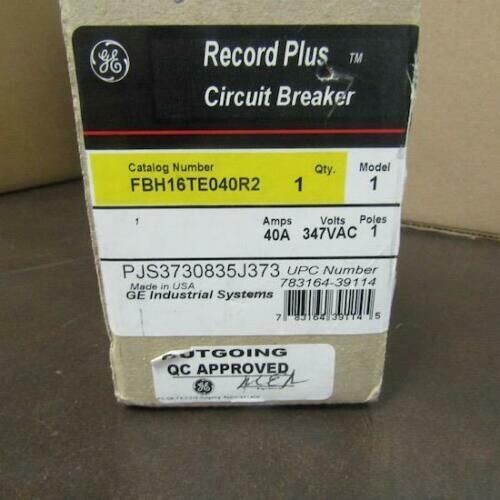 GE
Record Plus ™
Circuit Breaker
Catalog Number Qty. Model
FBH16TE040R2 1 1
1 Amps Volts Poles
40A 347VAC 1
PJS3730835J373 UPC Number
Made in USA 783164-39114
GE Industrial Systems
7 83164 39114 5
OUTGOING
QC APPROVED
GE